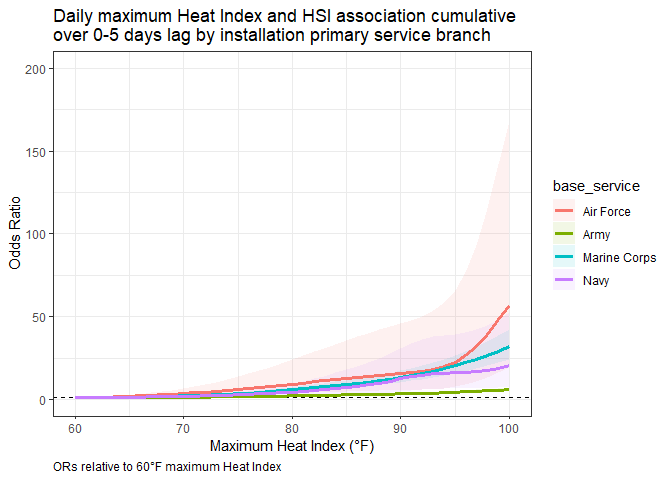 Daily maximum Heat Index and HSI association cumulative
over 0-5 days lag by installation primary service branch
200
150
100
50
0
Odds Ratio
60 70 80 90 100
Maximum Heat Index (°F)
ORs relative to 60°F maximum Heat Index
base_service
Air Force
Army
Marine Corps
Navy